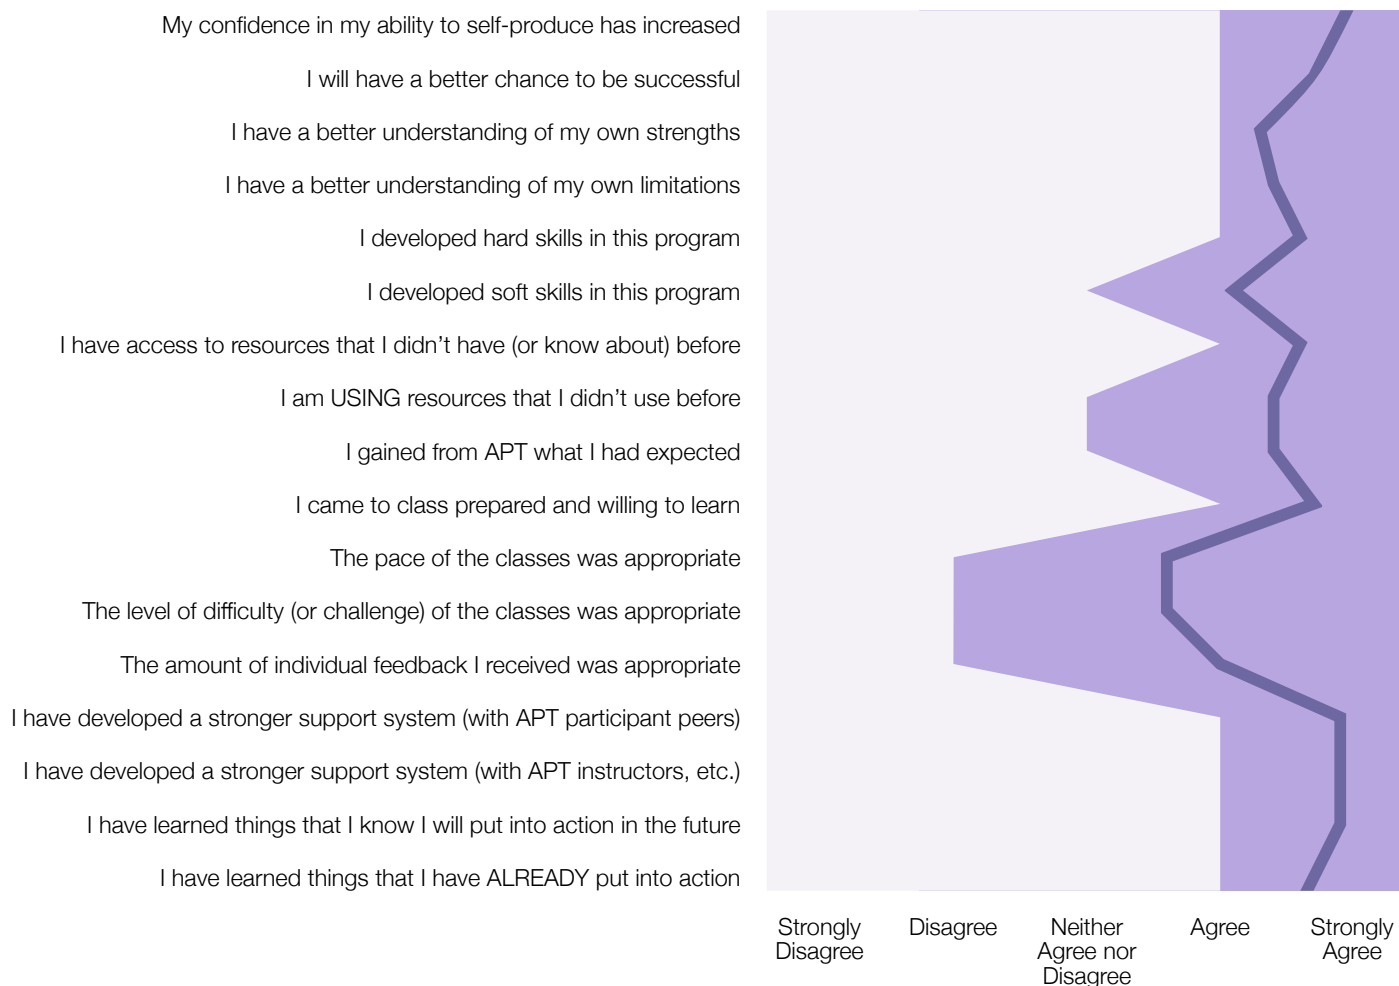 My confidence in my ability to self-produce has increased
I will have a better chance to be successful
I have a better understanding of my own strengths
I have a better understanding of my own limitations
I developed hard skills in this program
I developed soft skills in this program
I have access to resources that I didn’t have (or know about) before
I am USING resources that I didn’t use before
I gained from APT what I had expected
I came to class prepared and willing to learn
The pace of the classes was appropriate
The level of difficulty (or challenge) of the classes was appropriate
The amount of individual feedback I received was appropriate
I have developed a stronger support system (with APT participant peers)
I have developed a stronger support system (with APT instructors, etc.)
I have learned things that I know I will put into action in the future
I have learned things that I have ALREADY put into action
Strongly
Disagree
Disagree
Neither
Agree nor
Disagree
Agree
Strongly
Agree